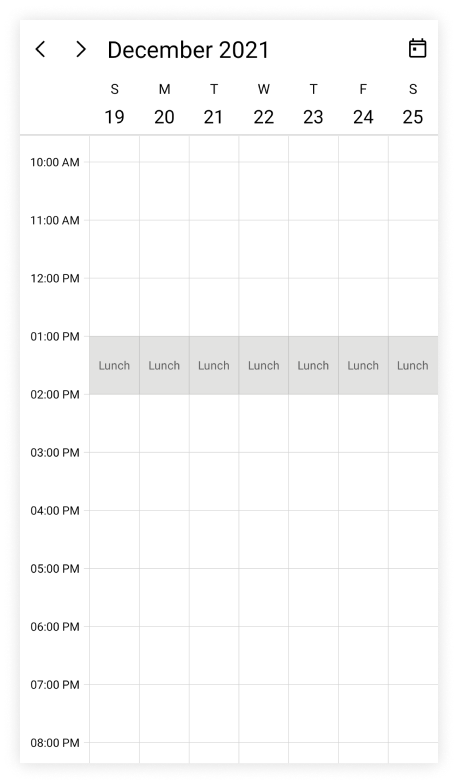 December 2021
S M T W T F S
19 20 21 22 23 24 25
10:00 AM
11:00 AM
12:00 PM
01:00 PM
Lunch Lunch Lunch Lunch Lunch Lunch Lunch
02:00 PM
03:00 PM
04:00 PM
05:00 PM
06:00 PM
07:00 PM
08:00 PM